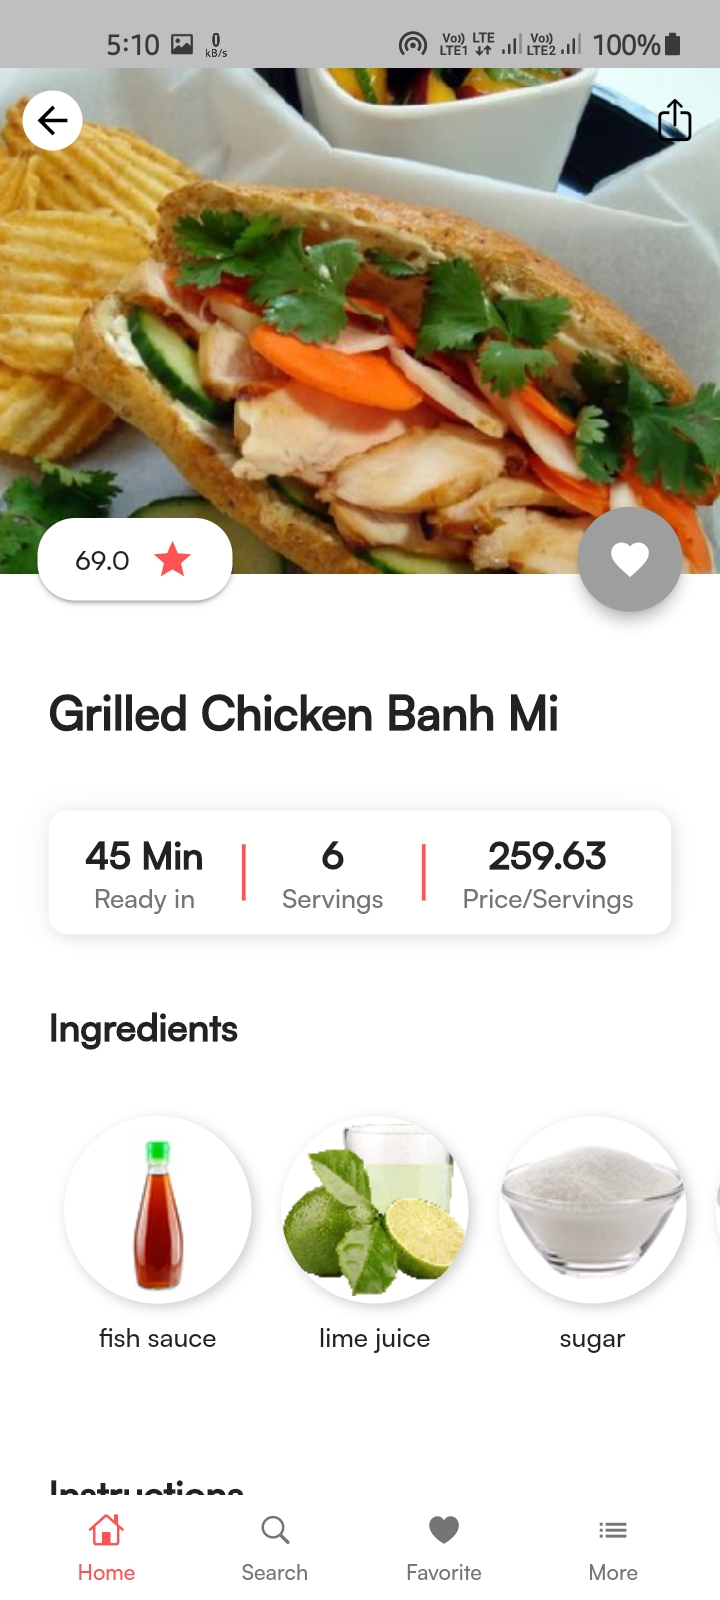 5:10 0 kB/s Vo)) LTE1 LTE Vo)) LTE2 100%
69.0
Grilled Chicken Banh Mi
45 Min 6 259.63
Ready in Servings Price/Servings
Ingredients
fish sauce lime juice sugar
Instructions
Home Search Favorite More